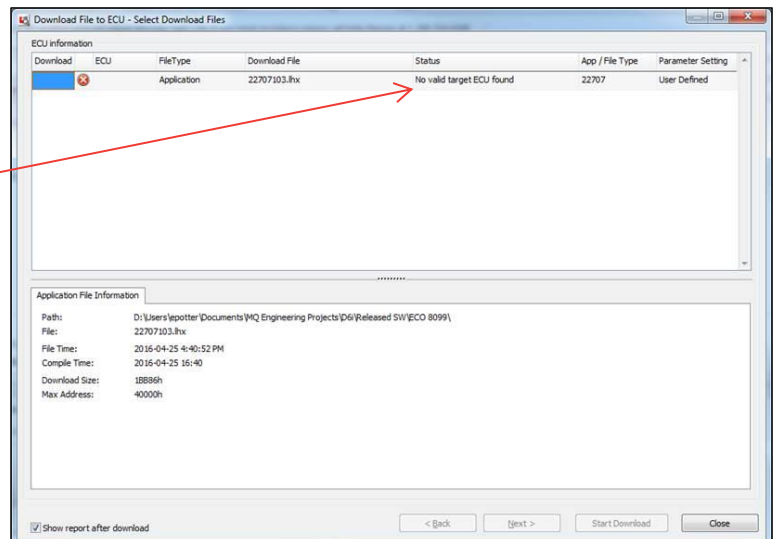 Download File to ECU - Select Download Files
ECU information
Download ECU FileType Download File Status App / File Type Parameter Setting
Application 22707103.lhx No valid target ECU found 22707 User Defined
Application File Information
Path: D:\Users\epotter\Documents\MQ Engineering Projects\D6i\Released SW\ECO 8099\
File: 22707103.lhx
File Time: 2016-04-25 4:40:52 PM
Compile Time: 2016-04-25 16:40
Download Size: 1BB86h
Max Address: 40000h
Show report after download < Back Next > Start Download Close